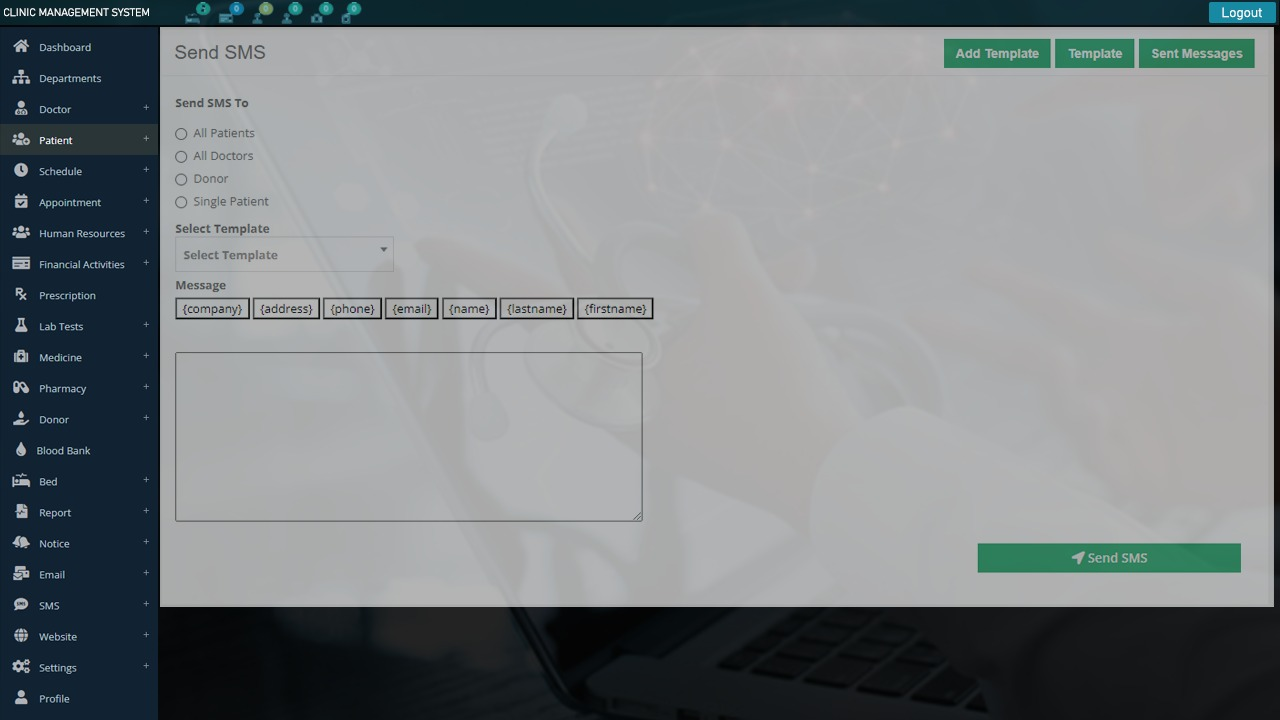 CLINIC MANAGEMENT SYSTEM
0 0 0 0 0
Logout
Dashboard
Departments
Doctor +
Patient +
Schedule +
Appointment +
Human Resources +
Financial Activities +
Prescription
Lab Tests +
Medicine +
Pharmacy +
Donor +
Blood Bank
Bed +
Report +
Notice +
Email +
SMS +
Website +
Settings +
Profile
Send SMS
Add Template Template Sent Messages
Send SMS To
All Patients
All Doctors
Donor
Single Patient
Select Template
Select Template
Message
{company} {address} {phone} {email} {name} {lastname} {firstname}
Send SMS